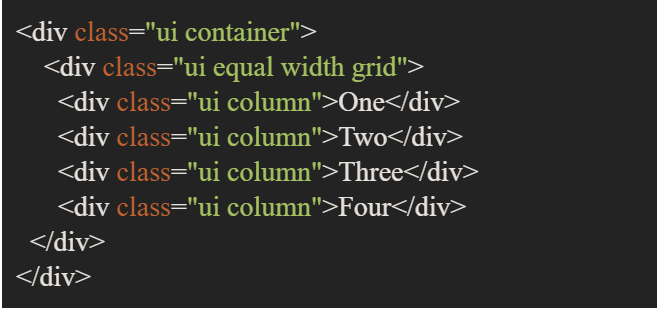 <div class="ui container">
<div class="ui equal width grid">
<div class="ui column">One</div>
<div class="ui column">Two</div>
<div class="ui column">Three</div>
<div class="ui column">Four</div>
</div>
</div>